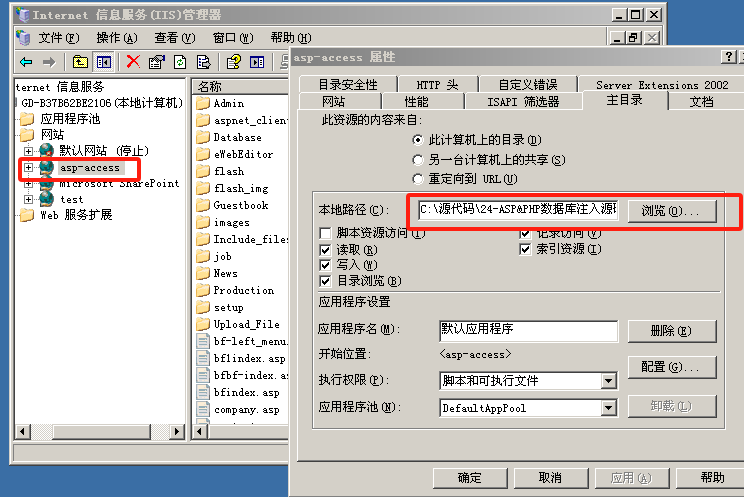 Internet 信息服务(IIS)管理器
文件(F) 操作(A) 查看(V) 窗口(W) 帮助(H)
ternet 信息服务
GD-B37B62BE2106(本地计算机)
应用程序池
网站
默认网站 (停止)
asp-access
Microsoft SharePoint
test
Web 服务扩展
名称
Admin
aspnet_client
Database
eWebEditor
flash
flash_img
Guestbook
images
Include_files
job
News
Production
setup
Upload_File
bf-left_menu.
bf1index.asp
bfbf-index.asp
bfindex.asp
company.asp
asp-access 属性
目录安全性 HTTP 头 自定义错误 Server Extensions 2002
网站 性能 ISAPI 筛选器 主目录 文档
此资源的内容来自:
此计算机上的目录(D)
另一台计算机上的共享(S)
重定向到 URL(U)
本地路径(C): C:\源代码\24-ASP&PHP数据库注入源 浏览(O)...
脚本资源访问(T) 记录访问(V)
读取(R) 索引资源(I)
写入(W)
目录浏览(B)
应用程序设置
应用程序名(M): 默认应用程序 删除(E)
开始位置: <asp-access>
配置(G)...
执行权限(P): 脚本和可执行文件
应用程序池(N): DefaultAppPool 卸载(L)
确定 取消 应用(A) 帮助